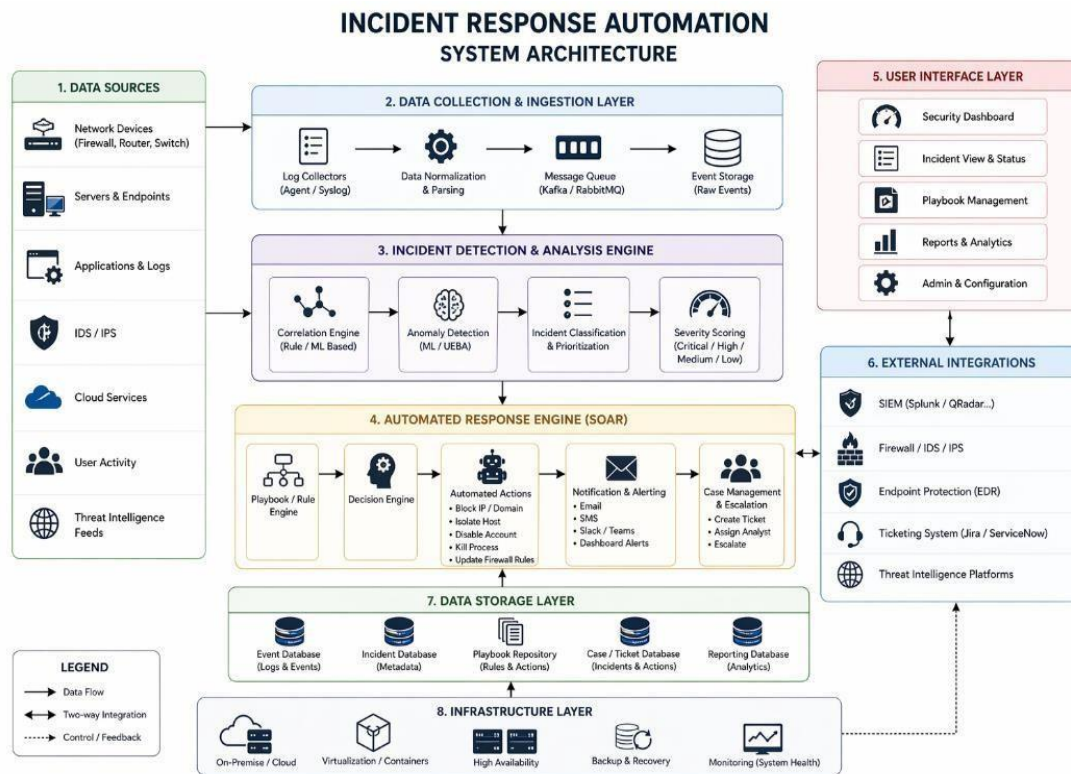 INCIDENT RESPONSE AUTOMATION
SYSTEM ARCHITECTURE
1. DATA SOURCES
Network Devices
(Firewall, Router, Switch)
Servers & Endpoints
Applications & Logs
IDS / IPS
Cloud Services
User Activity
Threat Intelligence
Feeds
2. DATA COLLECTION & INGESTION LAYER
Log Collectors
(Agent / Syslog)
Data Normalization
& Parsing
Message Queue
(Kafka / RabbitMQ)
Event Storage
(Raw Events)
3. INCIDENT DETECTION & ANALYSIS ENGINE
Correlation Engine
(Rule / ML Based)
Anomaly Detection
(ML / UEBA)
Incident Classification
& Prioritization
Severity Scoring
(Critical / High /
Medium / Low)
4. AUTOMATED RESPONSE ENGINE (SOAR)
Playbook / Rule
Engine
Decision Engine
Automated Actions
• Block IP / Domain
• Isolate Host
• Disable Account
• Kill Process
• Update Firewall Rules
Notification & Alerting
• Email
• SMS
• Slack / Teams
• Dashboard Alerts
Case Management
& Escalation
• Create Ticket
• Assign Analyst
• Escalate
5. USER INTERFACE LAYER
Security Dashboard
Incident View & Status
Playbook Management
Reports & Analytics
Admin & Configuration
6. EXTERNAL INTEGRATIONS
SIEM (Splunk / QRadar...)
Firewall / IDS / IPS
Endpoint Protection (EDR)
Ticketing System (Jira / ServiceNow)
Threat Intelligence Platforms
7. DATA STORAGE LAYER
Event Database
(Logs & Events)
Incident Database
(Metadata)
Playbook Repository
(Rules & Actions)
Case / Ticket Database
(Incidents & Actions)
Reporting Database
(Analytics)
8. INFRASTRUCTURE LAYER
On-Premise / Cloud
Virtualization / Containers
High Availability
Backup & Recovery
Monitoring (System Health)
LEGEND
Data Flow
Two-way Integration
Control / Feedback